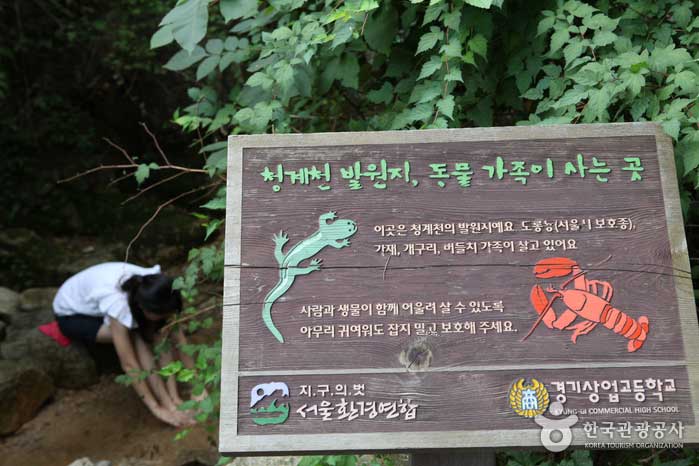 청계천 발원지, 동물 가족이 사는 곳
이곳은 청계천의 발원지예요. 도롱뇽(서울시 보호종),
가재, 개구리, 버들치 가족이 살고 있어요.
사람과 생물이 함께 어울려 살 수 있도록
아무리 귀여워도 잡지 말고 보호해 주세요.
지·구·의·벗
서울환경연합
경기상업고등학교
KYUNG-GI COMMERCIAL HIGH SCHOOL
한국관광공사
KOREA TOURISM ORGANIZATION